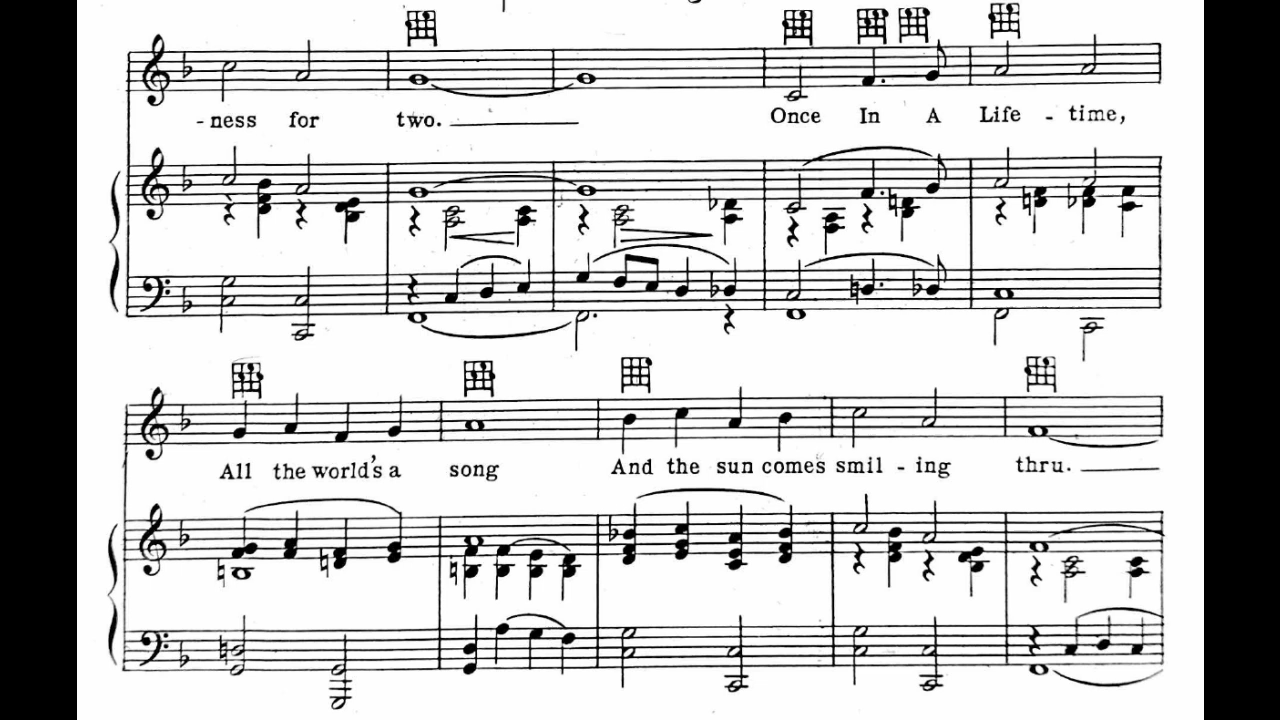 -ness for two. Once In A Life - time,
All the world's a song And the sun comes smil - ing thru.